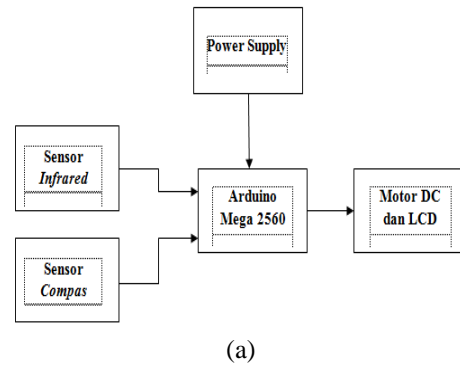 Power Supply
Sensor
Infrared
Arduino
Mega 2560
Motor DC
dan LCD
Sensor
Compas
(a)